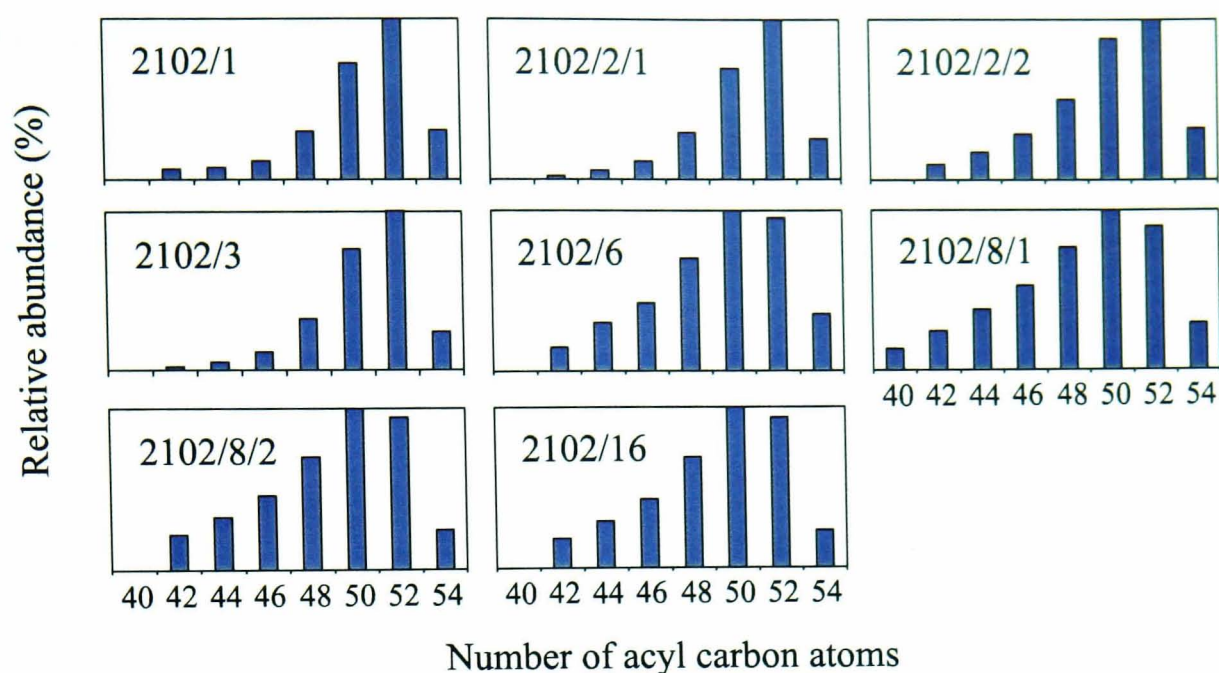 Relative abundance (%)
2102/1
2102/2/1
2102/2/2
2102/3
2102/6
2102/8/1
40 42 44 46 48 50 52 54
2102/8/2
2102/16
40 42 44 46 48 50 52 54
40 42 44 46 48 50 52 54
Number of acyl carbon atoms